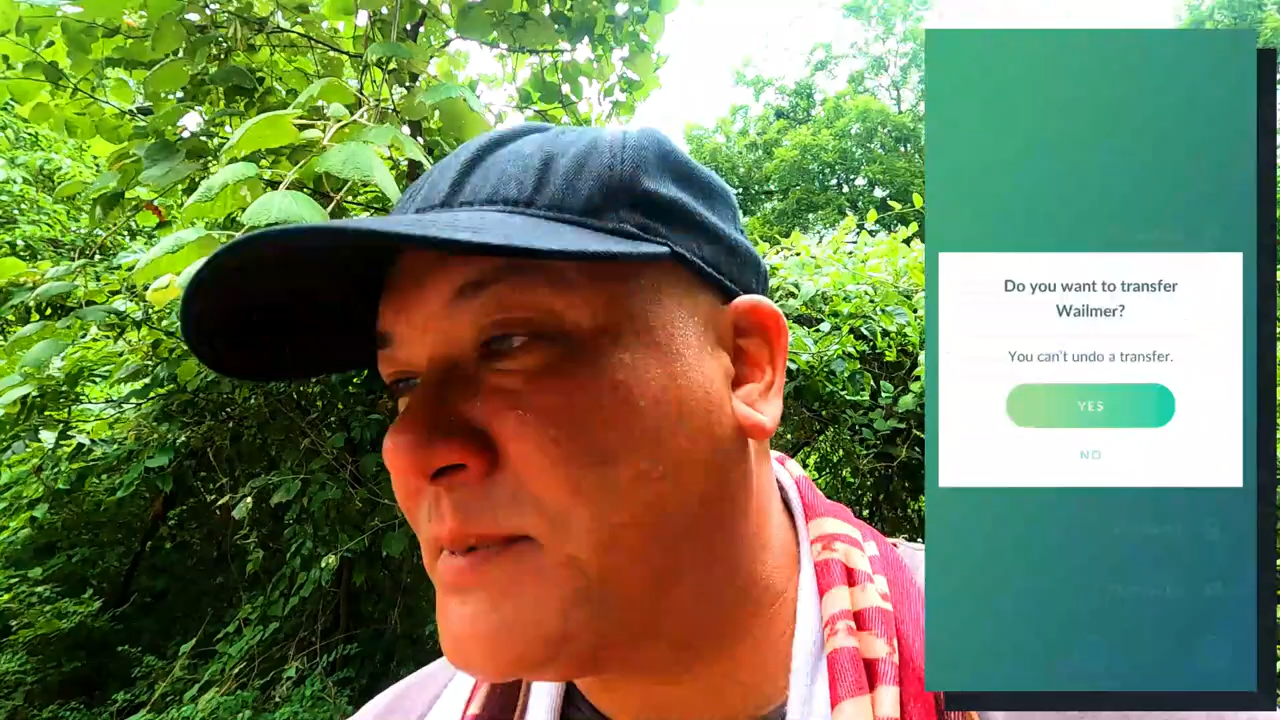 Do you want to transfer
Wailmer?
You can't undo a transfer.
YES
NO